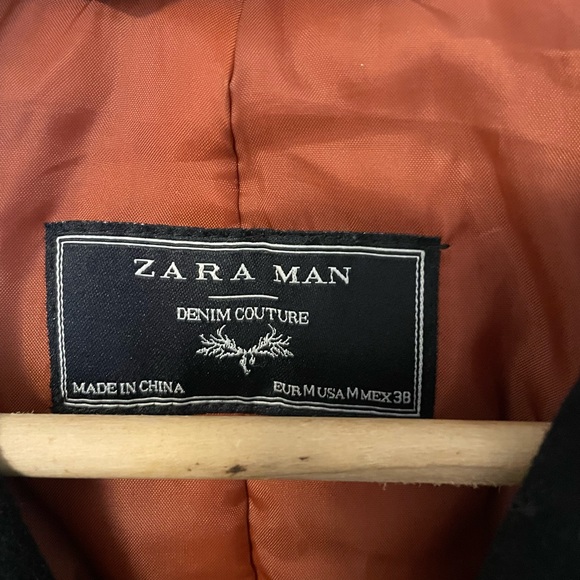 ZARA MAN
DENIM COUTURE
MADE IN CHINA
EUR M USA M MEX 38